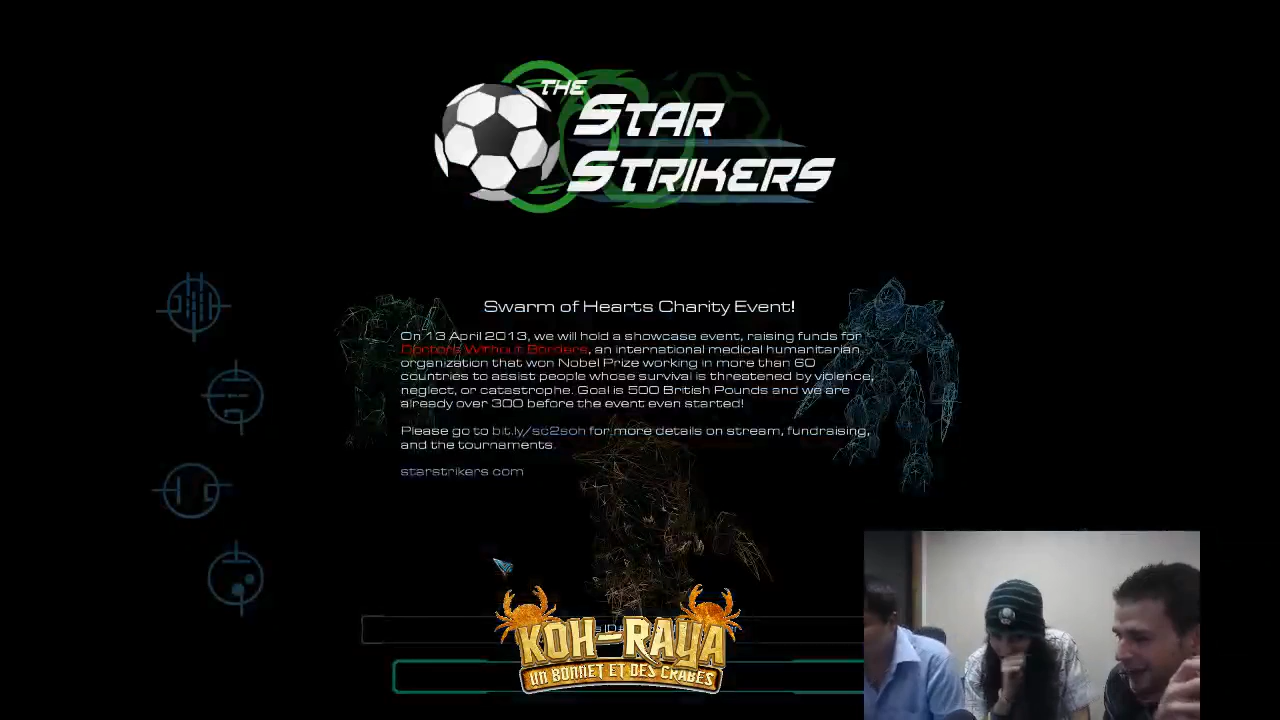 THE
STAR
STRIKERS
Swarm of Hearts Charity Event!
On 13 April 2013, we will hold a showcase event, raising funds for
Doctors Without Borders, an international medical humanitarian
organization that won Nobel Prize working in more than 60
countries to assist people whose survival is threatened by violence,
neglect, or catastrophe. Goal is 500 British Pounds and we are
already over 300 before the event even started!
Please go to bit.ly/sc2soh for more details on stream, fundraising,
and the tournaments.
starstrikers.com
KOH-RAYA
UN BONNET ET DES CRABES